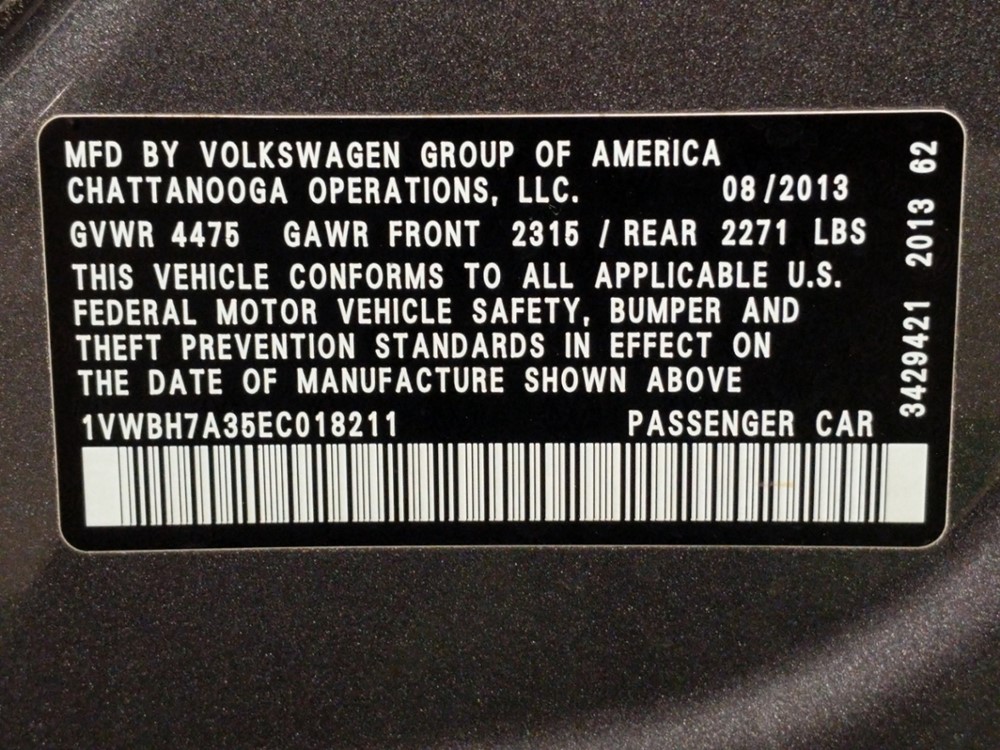 MFD BY VOLKSWAGEN GROUP OF AMERICA
CHATTANOOGA OPERATIONS, LLC. 08/2013
GVWR 4475 GAWR FRONT 2315 / REAR 2271 LBS
THIS VEHICLE CONFORMS TO ALL APPLICABLE U.S.
FEDERAL MOTOR VEHICLE SAFETY, BUMPER AND
THEFT PREVENTION STANDARDS IN EFFECT ON
THE DATE OF MANUFACTURE SHOWN ABOVE
1VWBH7A35EC018211 PASSENGER CAR
3429421 2013 62